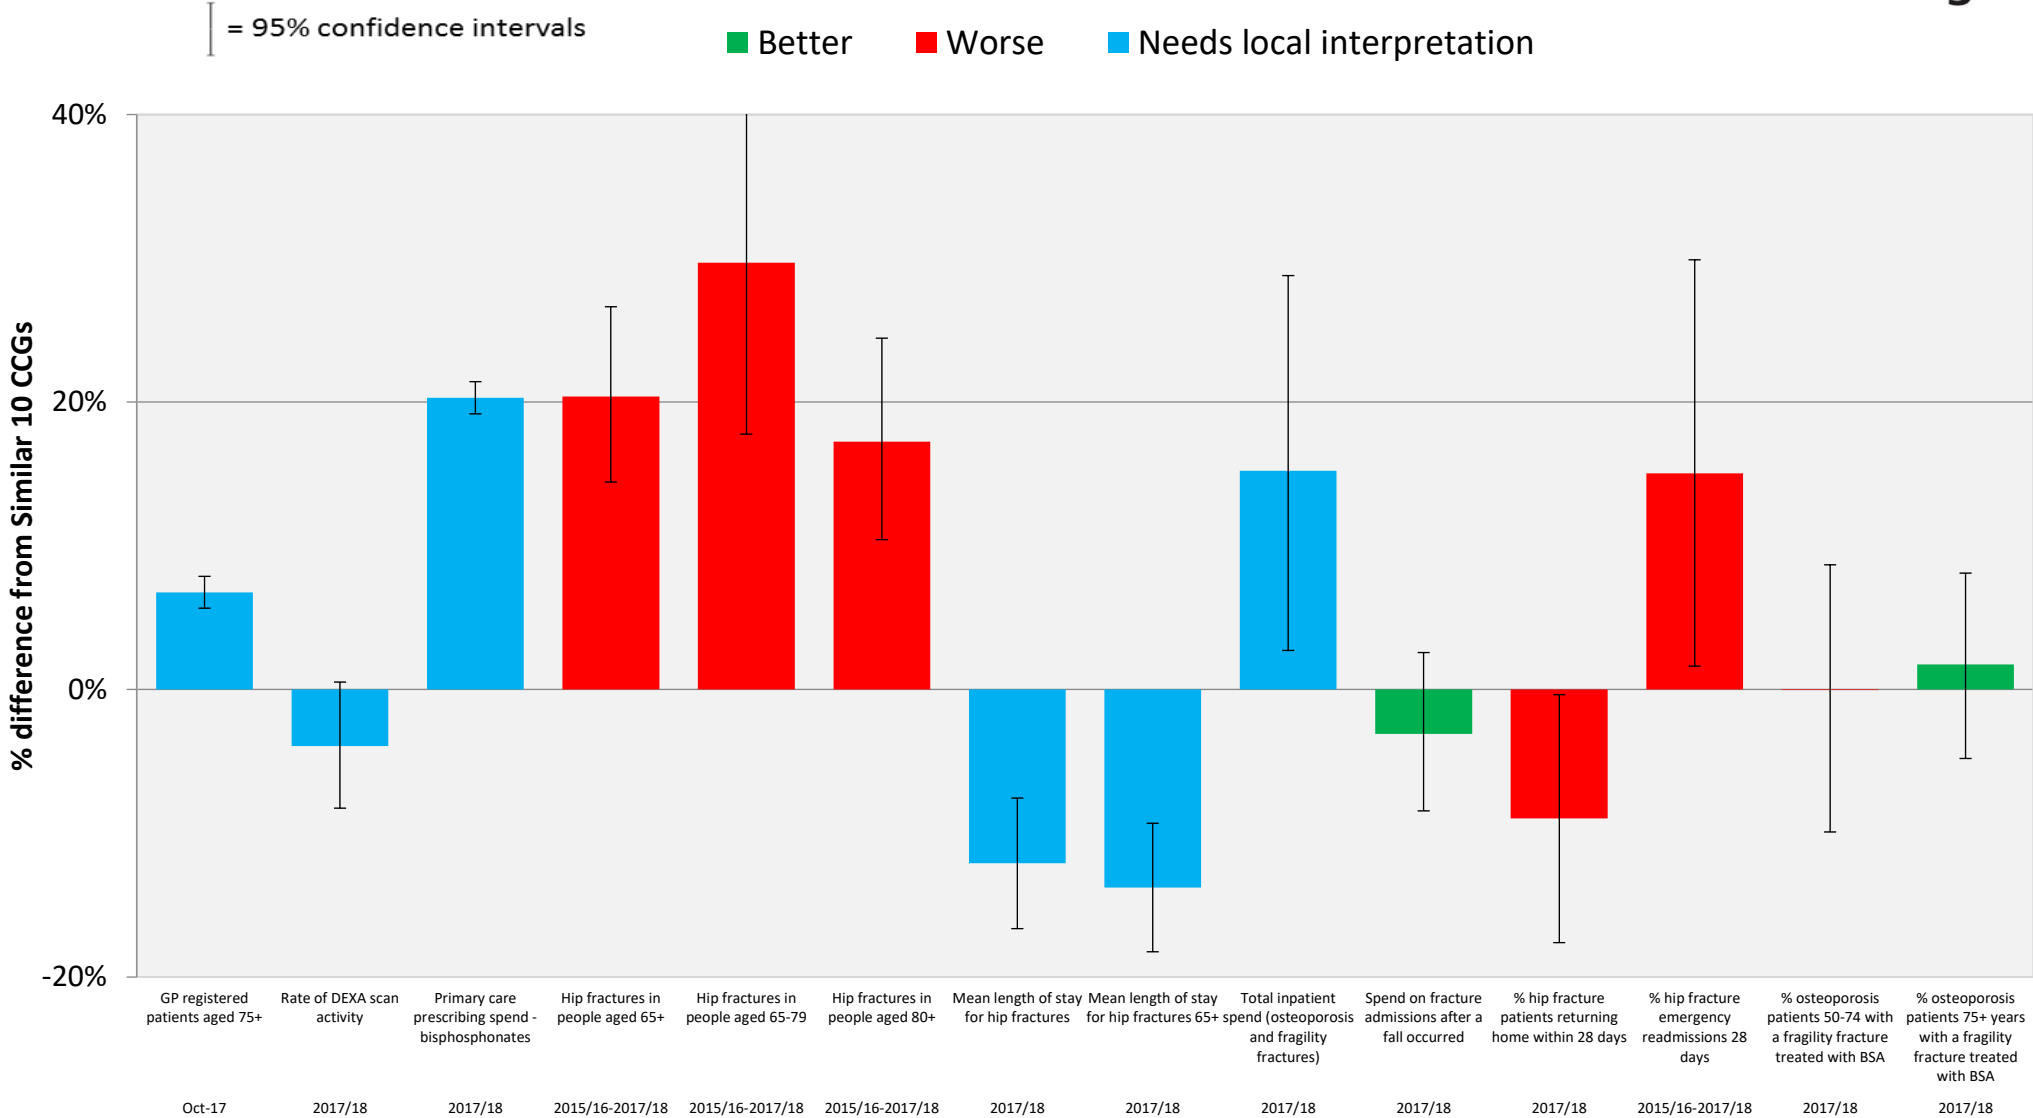 = 95% confidence intervals
Better
Worse
Needs local interpretation
% difference from Similar 10 CCGs
40%
20%
0%
-20%
GP registered
patients aged 75+
Oct-17
Rate of DEXA scan
activity
2017/18
Primary care
prescribing spend -
bisphosphonates
2017/18
Hip fractures in
people aged 65+
2015/16-2017/18
Hip fractures in
people aged 65-79
2015/16-2017/18
Hip fractures in
people aged 80+
2015/16-2017/18
Mean length of stay
for hip fractures
2017/18
Mean length of stay
for hip fractures 65+
2017/18
Total inpatient
spend (osteoporosis
and fragility
fractures)
2017/18
Spend on fracture
admissions after a
fall occurred
2017/18
% hip fracture
patients returning
home within 28 days
2017/18
% hip fracture
emergency
readmissions 28
days
2015/16-2017/18
% osteoporosis
patients 50-74 with
a fragility fracture
treated with BSA
2017/18
% osteoporosis
patients 75+ years
with a fragility
fracture treated
with BSA
2017/18